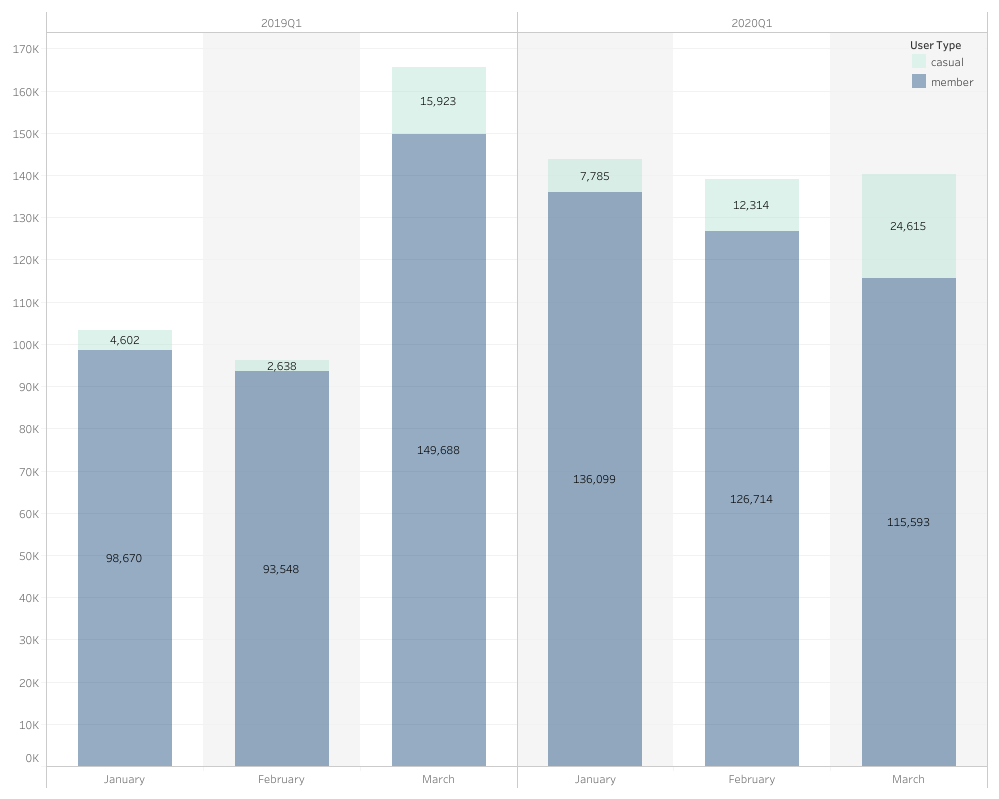 2019Q1 2020Q1
User Type
casual
member
170K
160K
150K
140K
130K
120K
110K
100K
90K
80K
70K
60K
50K
40K
30K
20K
10K
0K
4,602
98,670
2,638
93,548
15,923
149,688
7,785
136,099
12,314
126,714
24,615
115,593
January February March January February March